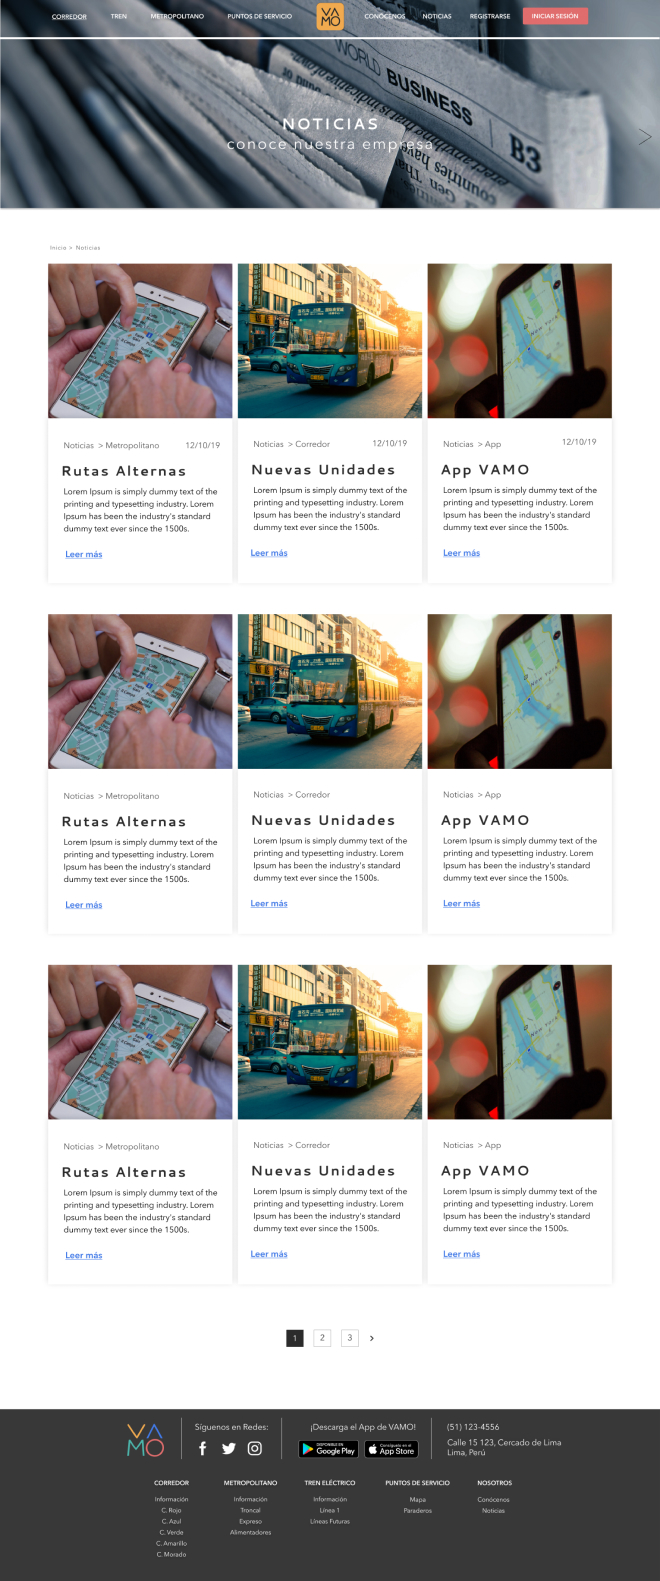 CORREDOR
TREN
METROPOLITANO
PUNTOS DE SERVICIO
VAMO
CONÓCENOS
NOTICIAS
REGISTRARSE
INICIAR SESIÓN
WORLD BUSINESS
B3
NOTICIAS
conoce nuestra empresa
>
Inicio > Noticias
Noticias > Metropolitano 12/10/19
Rutas Alternas
Lorem Ipsum is simply dummy text of the
printing and typesetting industry. Lorem
Ipsum has been the industry's standard
dummy text ever since the 1500s.
Leer más
Noticias > Corredor 12/10/19
Nuevas Unidades
Lorem Ipsum is simply dummy text of the
printing and typesetting industry. Lorem
Ipsum has been the industry's standard
dummy text ever since the 1500s.
Leer más
Noticias > App 12/10/19
App VAMO
Lorem Ipsum is simply dummy text of the
printing and typesetting industry. Lorem
Ipsum has been the industry's standard
dummy text ever since the 1500s.
Leer más
Noticias > Metropolitano
Rutas Alternas
Lorem Ipsum is simply dummy text of the
printing and typesetting industry. Lorem
Ipsum has been the industry's standard
dummy text ever since the 1500s.
Leer más
Noticias > Corredor
Nuevas Unidades
Lorem Ipsum is simply dummy text of the
printing and typesetting industry. Lorem
Ipsum has been the industry's standard
dummy text ever since the 1500s.
Leer más
Noticias > App
App VAMO
Lorem Ipsum is simply dummy text of the
printing and typesetting industry. Lorem
Ipsum has been the industry's standard
dummy text ever since the 1500s.
Leer más
Noticias > Metropolitano
Rutas Alternas
Lorem Ipsum is simply dummy text of the
printing and typesetting industry. Lorem
Ipsum has been the industry's standard
dummy text ever since the 1500s.
Leer más
Noticias > Corredor
Nuevas Unidades
Lorem Ipsum is simply dummy text of the
printing and typesetting industry. Lorem
Ipsum has been the industry's standard
dummy text ever since the 1500s.
Leer más
Noticias > App
App VAMO
Lorem Ipsum is simply dummy text of the
printing and typesetting industry. Lorem
Ipsum has been the industry's standard
dummy text ever since the 1500s.
Leer más
1 2 3 >
VAMO
Síguenos en Redes:
¡Descarga el App de VAMO!
DISPONIBLE EN
Google Play
Consíguelo en el
App Store
(51) 123-4556
Calle 15 123, Cercado de Lima
Lima, Perú
CORREDOR
Información
C. Rojo
C. Azul
C. Verde
C. Amarillo
C. Morado
METROPOLITANO
Información
Troncal
Expreso
Alimentadores
TREN ELÉCTRICO
Información
Línea 1
Líneas Futuras
PUNTOS DE SERVICIO
Mapa
Paraderos
NOSOTROS
Conócenos
Noticias